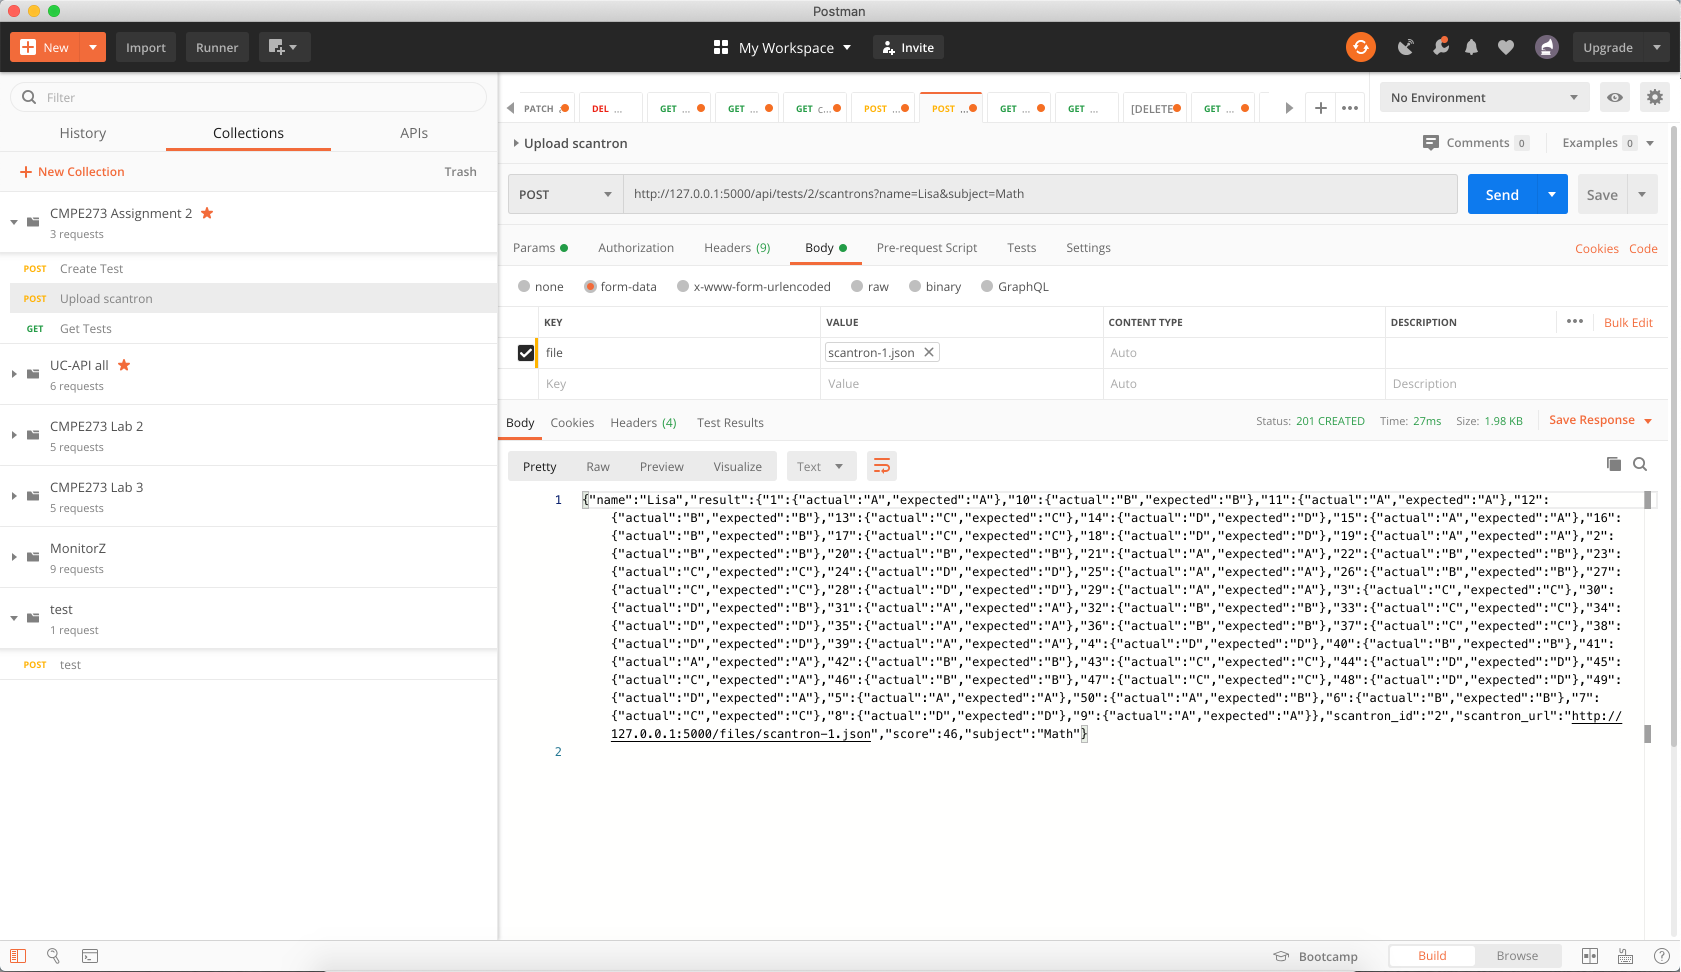 Postman
New
Import
Runner
My Workspace
Invite
Upgrade
Filter
History
Collections
APIs
New Collection
Trash
CMPE273 Assignment 2
3 requests
POST Create Test
POST Upload scantron
GET Get Tests
UC-API all
6 requests
CMPE273 Lab 2
5 requests
CMPE273 Lab 3
5 requests
MonitorZ
9 requests
test
1 request
POST test
PATCH
DEL ...
GET ...
GET ...
GET c...
POST ...
POST ...
GET ...
GET ...
[DELETE
GET ...
No Environment
Upload scantron
Comments 0
Examples 0
POST
http://127.0.0.1:5000/api/tests/2/scantrons?name=Lisa&subject=Math
Send
Save
Params
Authorization
Headers (9)
Body
Pre-request Script
Tests
Settings
Cookies
Code
none
form-data
x-www-form-urlencoded
raw
binary
GraphQL
KEY VALUE CONTENT TYPE DESCRIPTION
Bulk Edit
file scantron-1.json Auto
Key Value Auto Description
Body
Cookies
Headers (4)
Test Results
Status: 201 CREATED
Time: 27ms
Size: 1.98 KB
Save Response
Pretty
Raw
Preview
Visualize
Text
1 {"name":"Lisa","result":{"1":{"actual":"A","expected":"A"},"10":{"actual":"B","expected":"B"},"11":{"actual":"A","expected":"A"},"12":
{"actual":"B","expected":"B"},"13":{"actual":"C","expected":"C"},"14":{"actual":"D","expected":"D"},"15":{"actual":"A","expected":"A"},"16":
{"actual":"B","expected":"B"},"17":{"actual":"C","expected":"C"},"18":{"actual":"D","expected":"D"},"19":{"actual":"A","expected":"A"},"2":
{"actual":"B","expected":"B"},"20":{"actual":"B","expected":"B"},"21":{"actual":"A","expected":"A"},"22":{"actual":"B","expected":"B"},"23":
{"actual":"C","expected":"C"},"24":{"actual":"D","expected":"D"},"25":{"actual":"A","expected":"A"},"26":{"actual":"B","expected":"B"},"27":
{"actual":"C","expected":"C"},"28":{"actual":"D","expected":"D"},"29":{"actual":"A","expected":"A"},"3":{"actual":"C","expected":"C"},"30":
{"actual":"D","expected":"B"},"31":{"actual":"A","expected":"A"},"32":{"actual":"B","expected":"B"},"33":{"actual":"C","expected":"C"},"34":
{"actual":"D","expected":"D"},"35":{"actual":"A","expected":"A"},"36":{"actual":"B","expected":"B"},"37":{"actual":"C","expected":"C"},"38":
{"actual":"D","expected":"D"},"39":{"actual":"A","expected":"A"},"4":{"actual":"D","expected":"D"},"40":{"actual":"B","expected":"B"},"41":
{"actual":"A","expected":"A"},"42":{"actual":"B","expected":"B"},"43":{"actual":"C","expected":"C"},"44":{"actual":"D","expected":"D"},"45":
{"actual":"C","expected":"A"},"46":{"actual":"B","expected":"B"},"47":{"actual":"C","expected":"C"},"48":{"actual":"D","expected":"D"},"49":
{"actual":"D","expected":"A"},"5":{"actual":"A","expected":"A"},"50":{"actual":"A","expected":"B"},"6":{"actual":"B","expected":"B"},"7":
{"actual":"C","expected":"C"},"8":{"actual":"D","expected":"D"},"9":{"actual":"A","expected":"A"}},"scantron_id":"2","scantron_url":"http://
127.0.0.1:5000/files/scantron-1.json","score":46,"subject":"Math"}
2
Bootcamp
Build
Browse